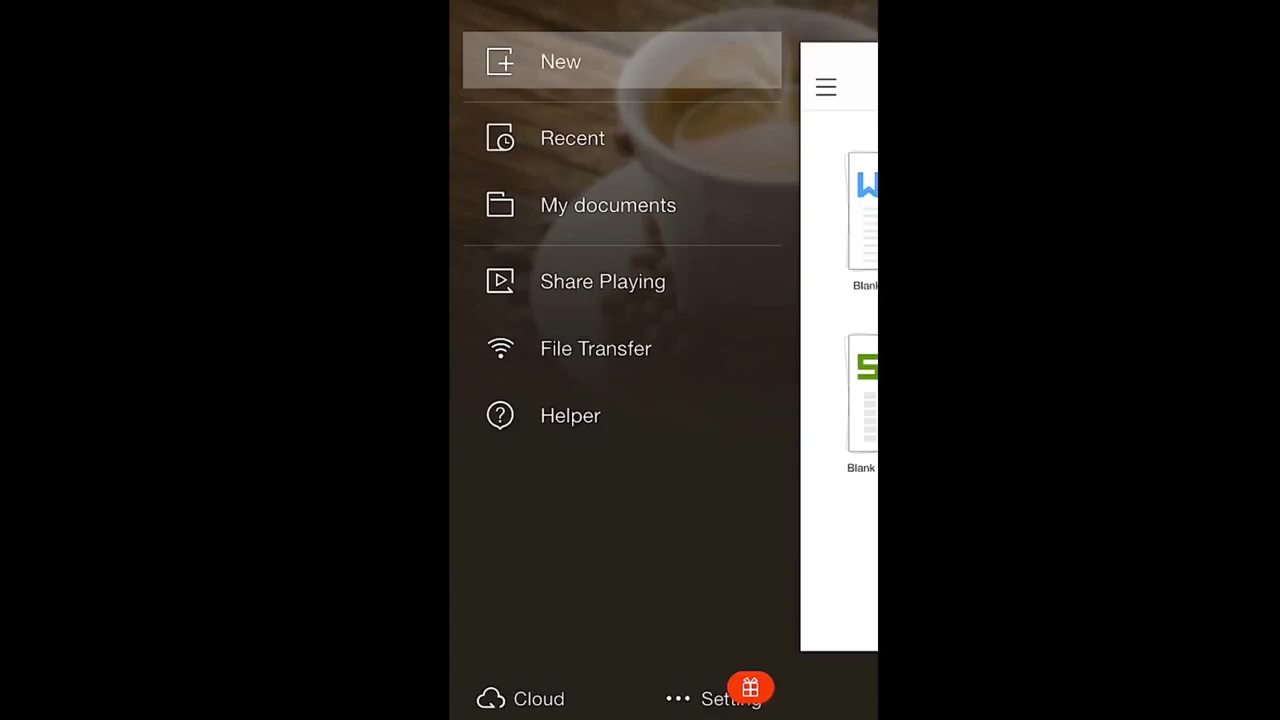 New
Recent
My documents
Share Playing
File Transfer
Helper
Cloud
W
Blank
S
Blank